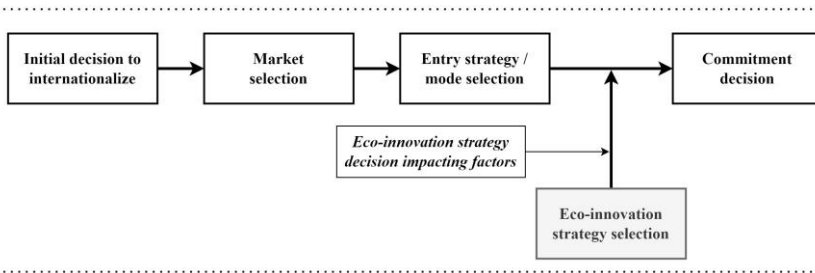 Initial decision to
internationalize
Market
selection
Entry strategy /
mode selection
Commitment
decision
Eco-innovation strategy
decision impacting factors
Eco-innovation
strategy selection